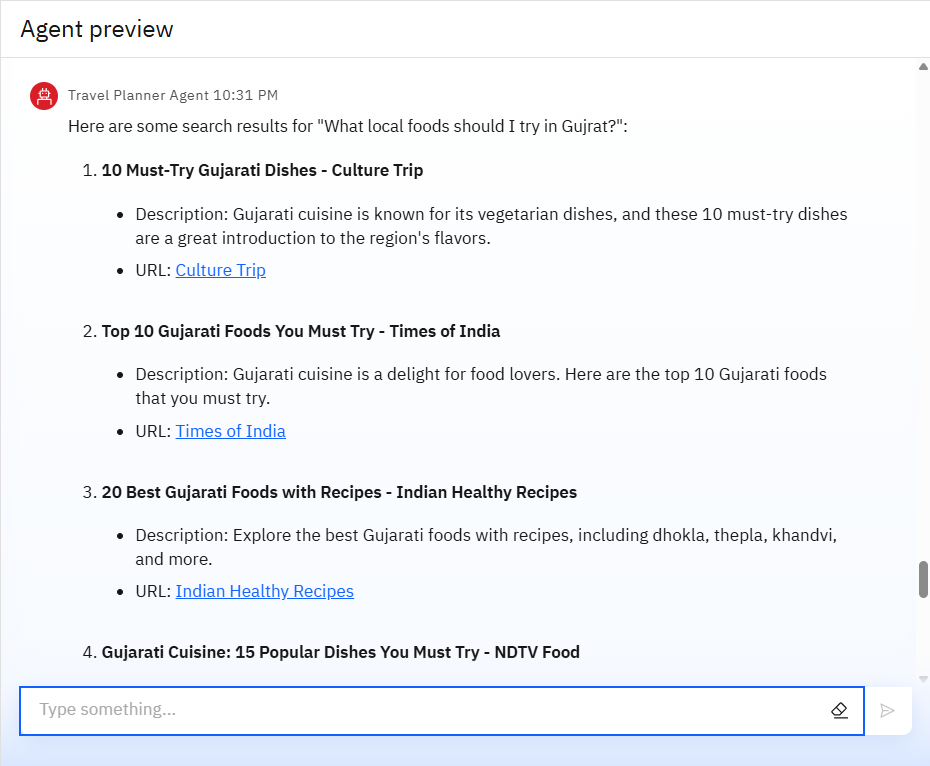 Agent preview
Travel Planner Agent 10:31 PM
Here are some search results for "What local foods should I try in Gujrat?":
1. 10 Must-Try Gujarati Dishes - Culture Trip
• Description: Gujarati cuisine is known for its vegetarian dishes, and these 10 must-try dishes
are a great introduction to the region's flavors.
• URL: Culture Trip
2. Top 10 Gujarati Foods You Must Try - Times of India
• Description: Gujarati cuisine is a delight for food lovers. Here are the top 10 Gujarati foods
that you must try.
• URL: Times of India
3. 20 Best Gujarati Foods with Recipes - Indian Healthy Recipes
• Description: Explore the best Gujarati foods with recipes, including dhokla, thepla, khandvi,
and more.
• URL: Indian Healthy Recipes
4. Gujarati Cuisine: 15 Popular Dishes You Must Try - NDTV Food
Type something...